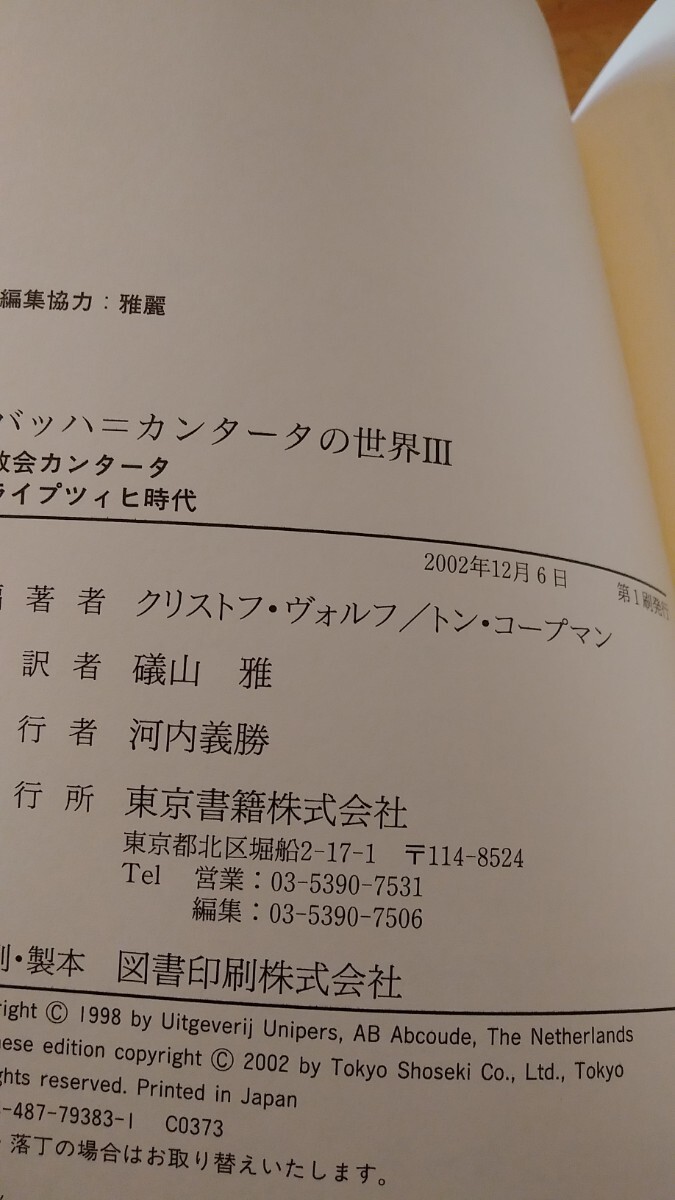 編集協力：雅麗
バッハ＝カンタータの世界III
教会カンタータ
ライプツィヒ時代
2002年12月6日 第1刷発行
編著者 クリストフ・ヴォルフ／トン・コープマン
訳者 礒山 雅
行者 河内義勝
行所 東京書籍株式会社
東京都北区堀船2-17-1 〒114-8524
Tel 営業：03-5390-7531
編集：03-5390-7506
刷・製本 図書印刷株式会社
right © 1998 by Uitgeverij Unipers, AB Abcoude, The Netherlands
nese edition copyright © 2002 by Tokyo Shoseki Co., Ltd., Tokyo
ghts reserved. Printed in Japan
-487-79383-1 C0373
・落丁の場合はお取り替えいたします。